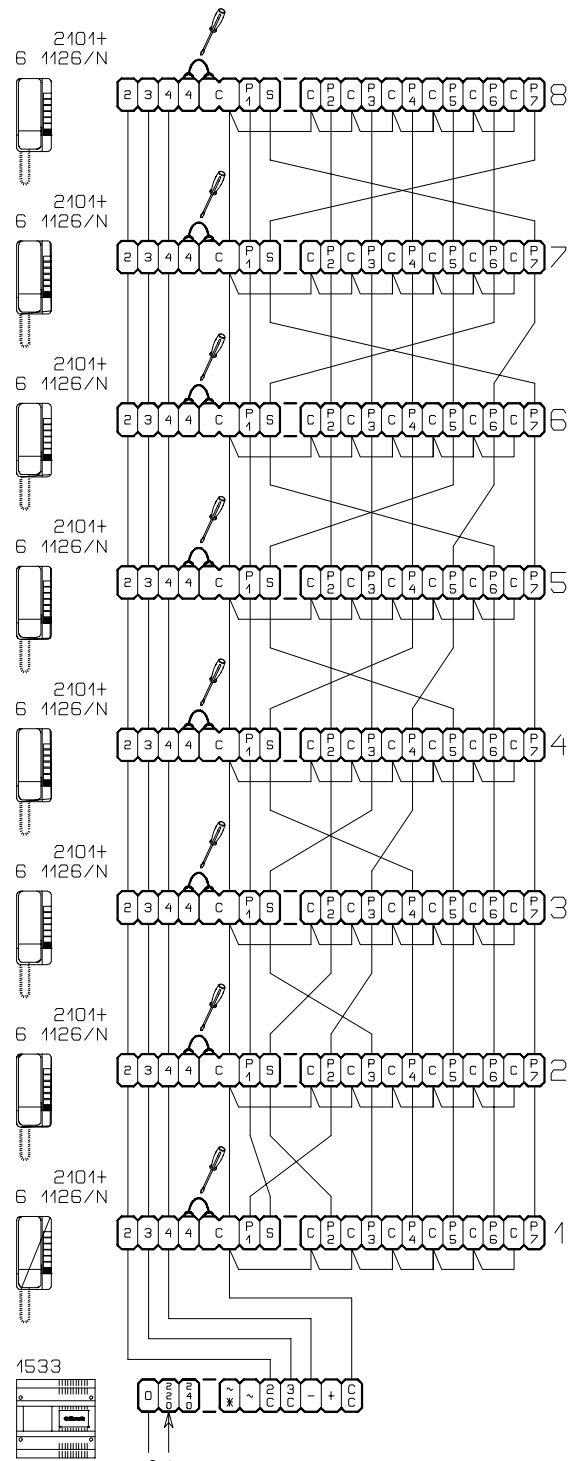 2101+
6 1126/N
2 3 4 4 C P1 S C P2 C P3 C P4 C P5 C P6 C P7 8
2101+
6 1126/N
2 3 4 4 C P1 S C P2 C P3 C P4 C P5 C P6 C P7 7
2101+
6 1126/N
2 3 4 4 C P1 S C P2 C P3 C P4 C P5 C P6 C P7 6
2101+
6 1126/N
2 3 4 4 C P1 S C P2 C P3 C P4 C P5 C P6 C P7 5
2101+
6 1126/N
2 3 4 4 C P1 S C P2 C P3 C P4 C P5 C P6 C P7 4
2101+
6 1126/N
2 3 4 4 C P1 S C P2 C P3 C P4 C P5 C P6 C P7 3
2101+
6 1126/N
2 3 4 4 C P1 S C P2 C P3 C P4 C P5 C P6 C P7 2
2101+
6 1126/N
2 3 4 4 C P1 S C P2 C P3 C P4 C P5 C P6 C P7 1
1533
0 220 240 ~* ~ 2C 3C - + CC